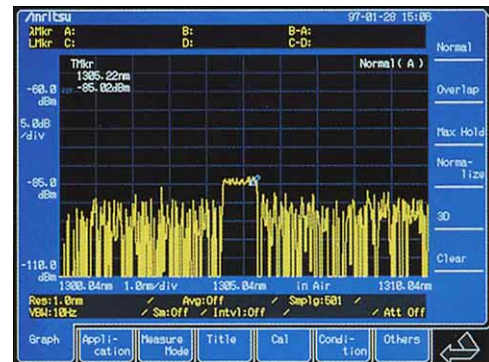 Anritsu 97-01-28 15:06
λMkr A: B: B-A:
LMkr C: D: C-D:
Normal
TMkr Normal(A)
1305.22nm
-60.0 REF -85.02dBm Overlap
dBm
5.0dB
/div Max Hold
Norma-
lize
-85.0
dBm
3D
Clear
-110.0
dBm
1300.04nm 1.0nm/div 1305.04nm in Air 1310.04nm
Res:1.0nm / Avg:Off / Smplg:501 /
VBW:10Hz / Sm:Off / Intvl:Off / / Att Off
Graph Appli- Measure Title Cal Condi- Others
cation Mode tion